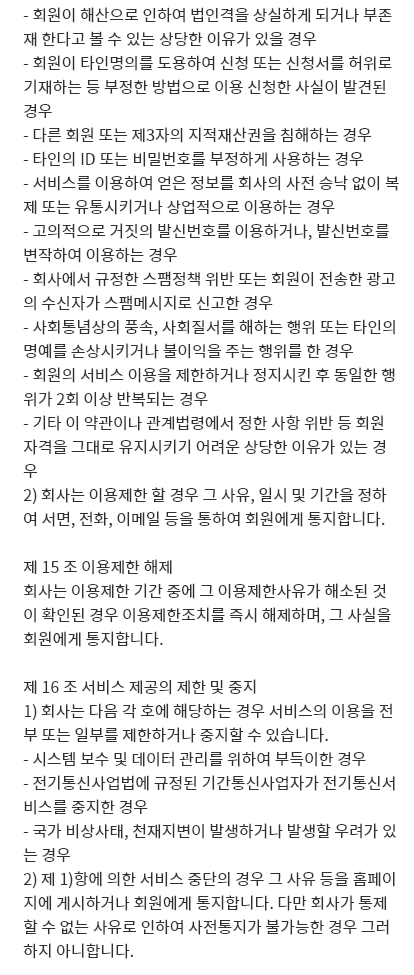 - 회원이 해산으로 인하여 법인격을 상실하게 되거나 부존
재 한다고 볼 수 있는 상당한 이유가 있을 경우
- 회원이 타인명의를 도용하여 신청 또는 신청서를 허위로
기재하는 등 부정한 방법으로 이용 신청한 사실이 발견된
경우
- 다른 회원 또는 제3자의 지적재산권을 침해하는 경우
- 타인의 ID 또는 비밀번호를 부정하게 사용하는 경우
- 서비스를 이용하여 얻은 정보를 회사의 사전 승낙 없이 복
제 또는 유통시키거나 상업적으로 이용하는 경우
- 고의적으로 거짓의 발신번호를 이용하거나, 발신번호를
변작하여 이용하는 경우
- 회사에서 규정한 스팸정책 위반 또는 회원이 전송한 광고
의 수신자가 스팸메시지로 신고한 경우
- 사회통념상의 풍속, 사회질서를 해하는 행위 또는 타인의
명예를 손상시키거나 불이익을 주는 행위를 한 경우
- 회원의 서비스 이용을 제한하거나 정지시킨 후 동일한 행
위가 2회 이상 반복되는 경우
- 기타 이 약관이나 관계법령에서 정한 사항 위반 등 회원
자격을 그대로 유지시키기 어려운 상당한 이유가 있는 경
우
2) 회사는 이용제한 할 경우 그 사유, 일시 및 기간을 정하
여 서면, 전화, 이메일 등을 통하여 회원에게 통지합니다.
제 15 조 이용제한 해제
회사는 이용제한 기간 중에 그 이용제한사유가 해소된 것
이 확인된 경우 이용제한조치를 즉시 해제하며, 그 사실을
회원에게 통지합니다.
제 16 조 서비스 제공의 제한 및 중지
1) 회사는 다음 각 호에 해당하는 경우 서비스의 이용을 전
부 또는 일부를 제한하거나 중지할 수 있습니다.
- 시스템 보수 및 데이터 관리를 위하여 부득이한 경우
- 전기통신사업법에 규정된 기간통신사업자가 전기통신서
비스를 중지한 경우
- 국가 비상사태, 천재지변이 발생하거나 발생할 우려가 있
는 경우
2) 제 1)항에 의한 서비스 중단의 경우 그 사유 등을 홈페이
지에 게시하거나 회원에게 통지합니다. 다만 회사가 통제
할 수 없는 사유로 인하여 사전통지가 불가능한 경우 그러
하지 아니합니다.